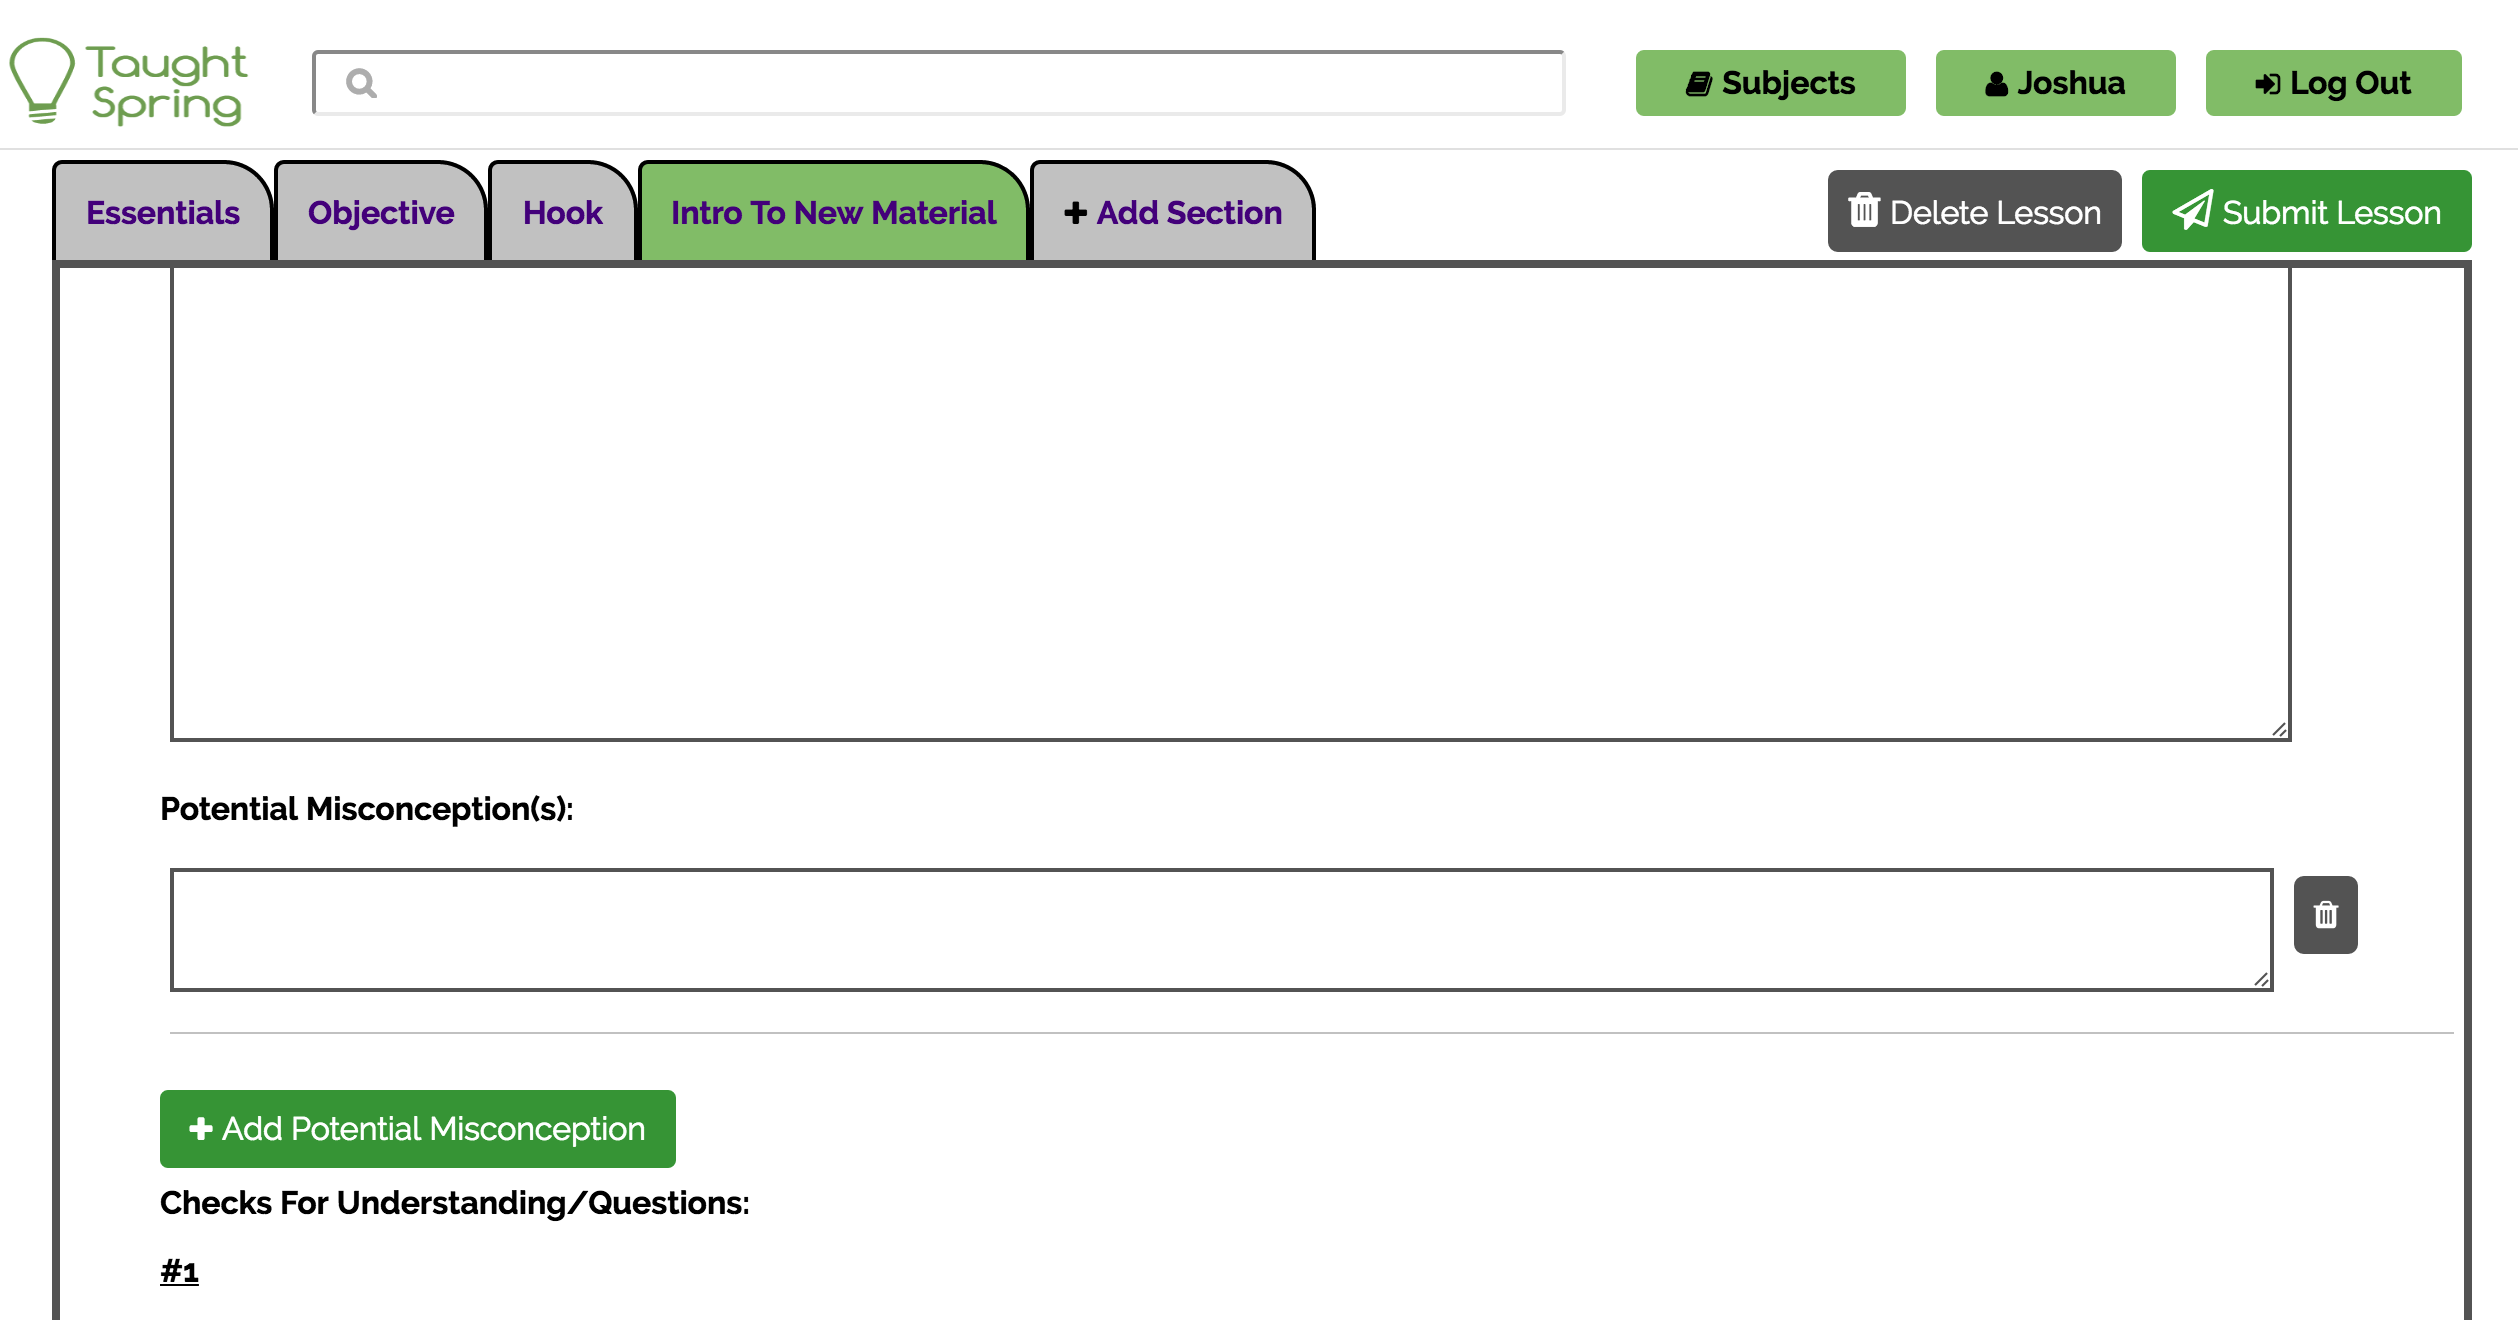 Taught
Spring
Subjects
Joshua
Log Out
Essentials
Objective
Hook
Intro To New Material
Add Section
Delete Lesson
Submit Lesson
Potential Misconception(s):
Add Potential Misconception
Checks For Understanding/Questions:
#1